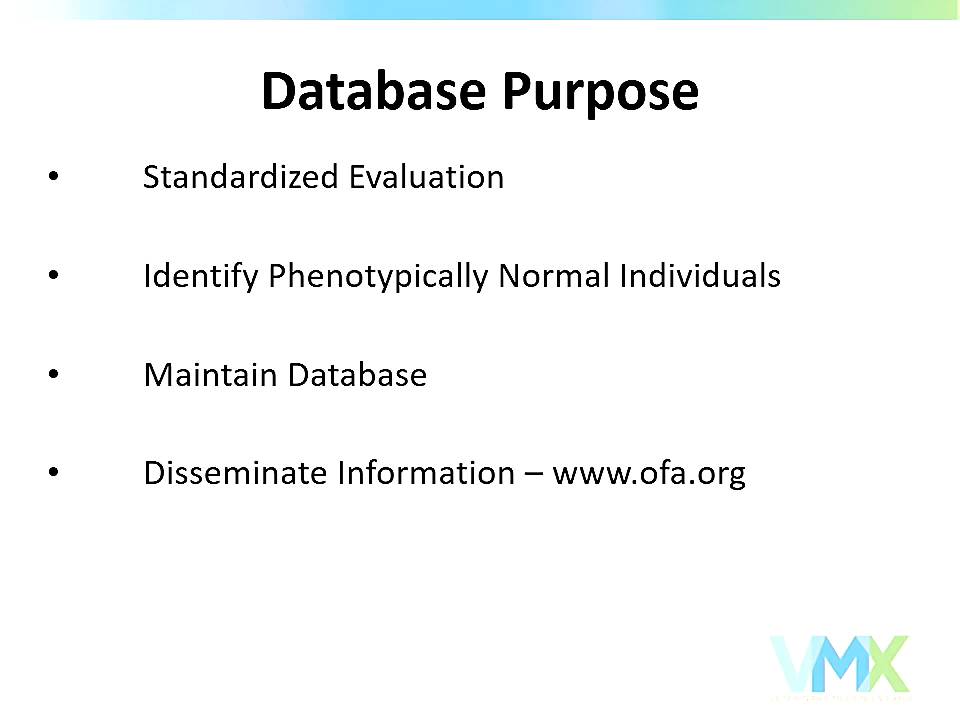 Database Purpose
• Standardized Evaluation
• Identify Phenotypically Normal Individuals
• Maintain Database
• Disseminate Information – www.ofa.org
VMX